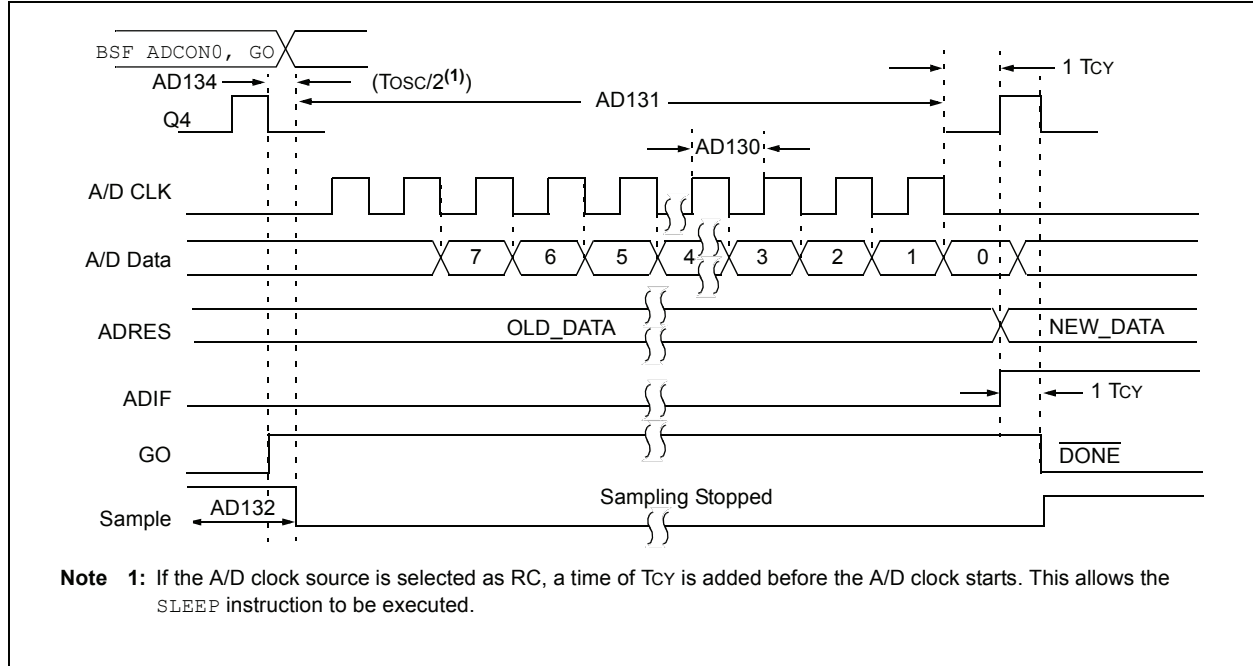 BSF ADCON0, GO
AD134 (TOSC/2(1)) 1 TCY
AD131
Q4
AD130
A/D CLK
A/D Data 7 6 5 4 3 2 1 0
ADRES OLD_DATA NEW_DATA
ADIF 1 TCY
GO DONE
Sample AD132 Sampling Stopped
Note 1: If the A/D clock source is selected as RC, a time of TCY is added before the A/D clock starts. This allows the
SLEEP instruction to be executed.